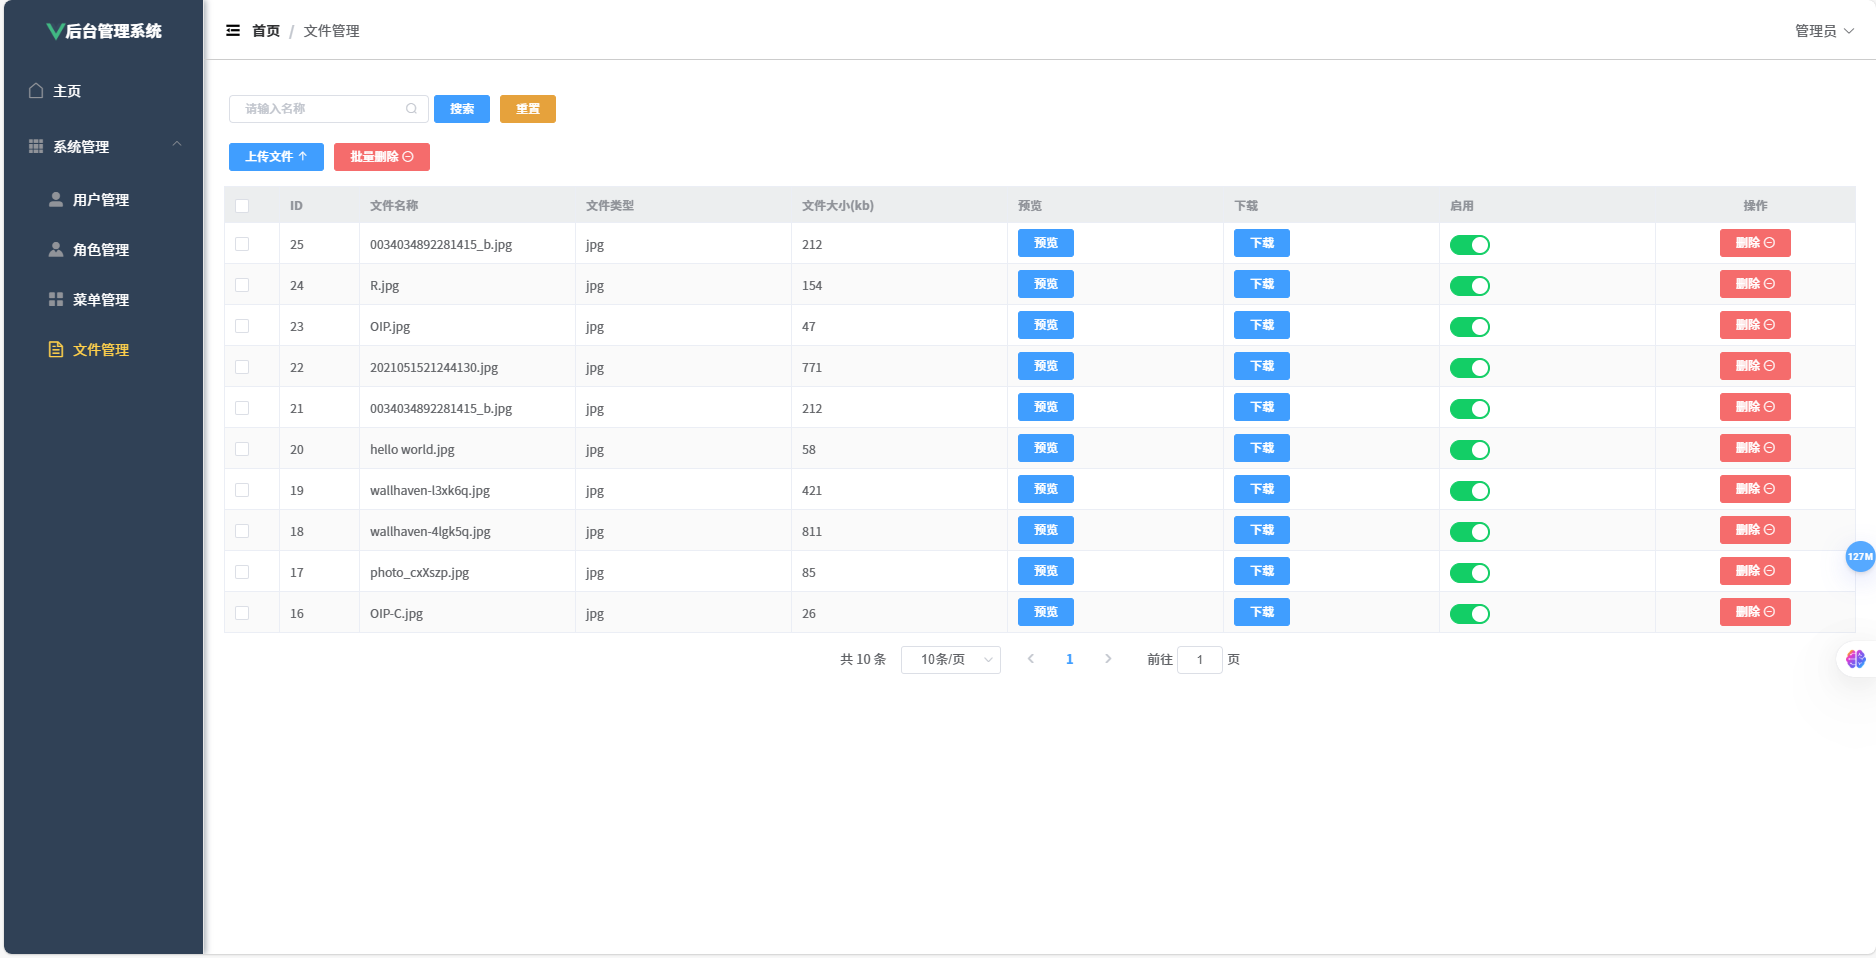 后台管理系统
主页
系统管理
用户管理
角色管理
菜单管理
文件管理
首页 / 文件管理
管理员
请输入名称 搜索 重置
上传文件 批量删除
ID 文件名称 文件类型 文件大小(kb) 预览 下载 启用 操作
25 0034034892281415_b.jpg jpg 212 预览 下载 删除
24 R.jpg jpg 154 预览 下载 删除
23 OIP.jpg jpg 47 预览 下载 删除
22 2021051521244130.jpg jpg 771 预览 下载 删除
21 0034034892281415_b.jpg jpg 212 预览 下载 删除
20 hello world.jpg jpg 58 预览 下载 删除
19 wallhaven-l3xk6q.jpg jpg 421 预览 下载 删除
18 wallhaven-4lgk5q.jpg jpg 811 预览 下载 删除
17 photo_cxXszp.jpg jpg 85 预览 下载 删除
16 OIP-C.jpg jpg 26 预览 下载 删除
127M
共 10 条 10条/页 1 前往 1 页